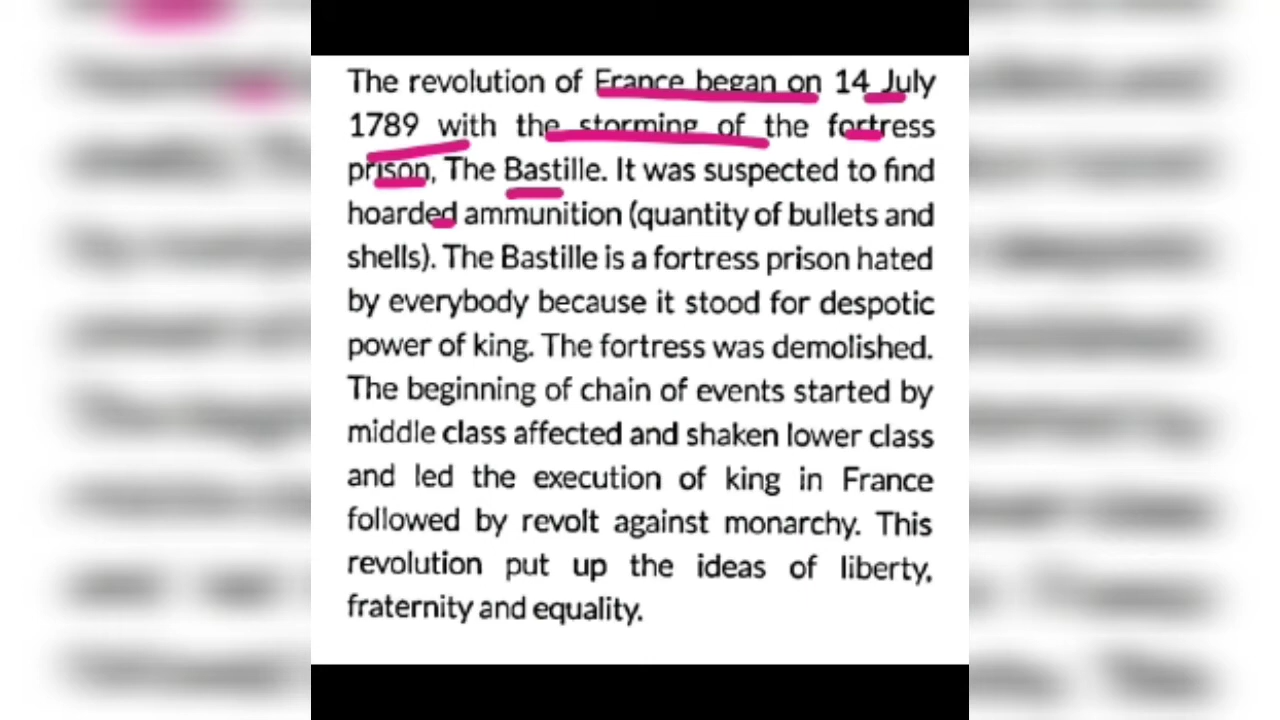 The revolution of France began on 14 July
1789 with the storming of the fortress
prison, The Bastille. It was suspected to find
hoarded ammunition (quantity of bullets and
shells). The Bastille is a fortress prison hated
by everybody because it stood for despotic
power of king. The fortress was demolished.
The beginning of chain of events started by
middle class affected and shaken lower class
and led the execution of king in France
followed by revolt against monarchy. This
revolution put up the ideas of liberty,
fraternity and equality.